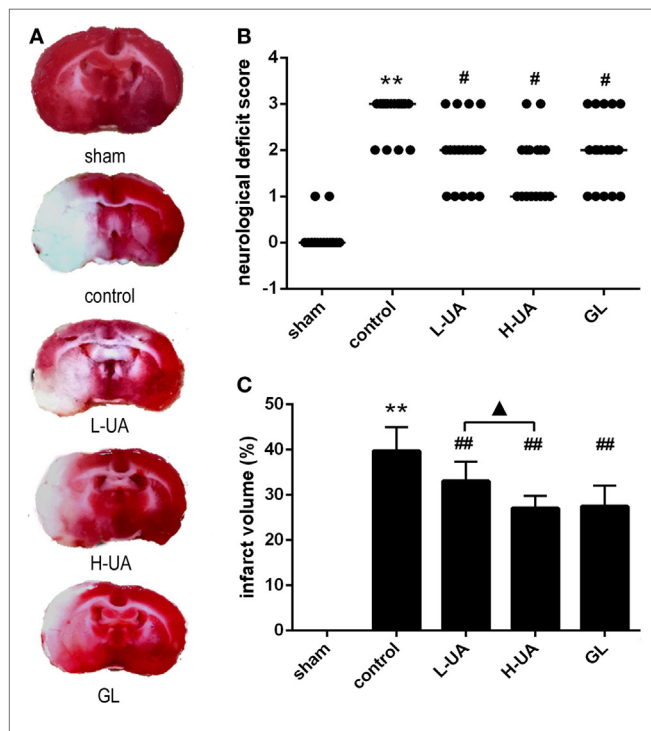 A
sham
control
L-UA
H-UA
GL
B
neurological deficit score
4
3
2
1
0
-1
** # # #
sham control L-UA H-UA GL
C
infarct volume (%)
50
40
30
20
10
0
** ## ▲ ## ##
sham control L-UA H-UA GL